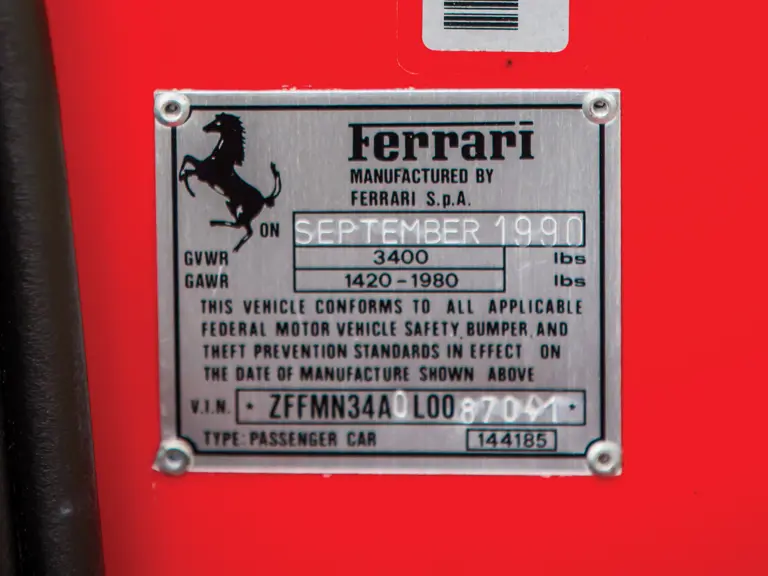 Ferrari
MANUFACTURED BY
FERRARI S.p.A.
ON SEPTEMBER 1990
GVWR 3400 lbs
GAWR 1420-1980 lbs
THIS VEHICLE CONFORMS TO ALL APPLICABLE
FEDERAL MOTOR VEHICLE SAFETY, BUMPER, AND
THEFT PREVENTION STANDARDS IN EFFECT ON
THE DATE OF MANUFACTURE SHOWN ABOVE
V.I.N. • ZFFMN34A0L0087041 •
TYPE: PASSENGER CAR 144185